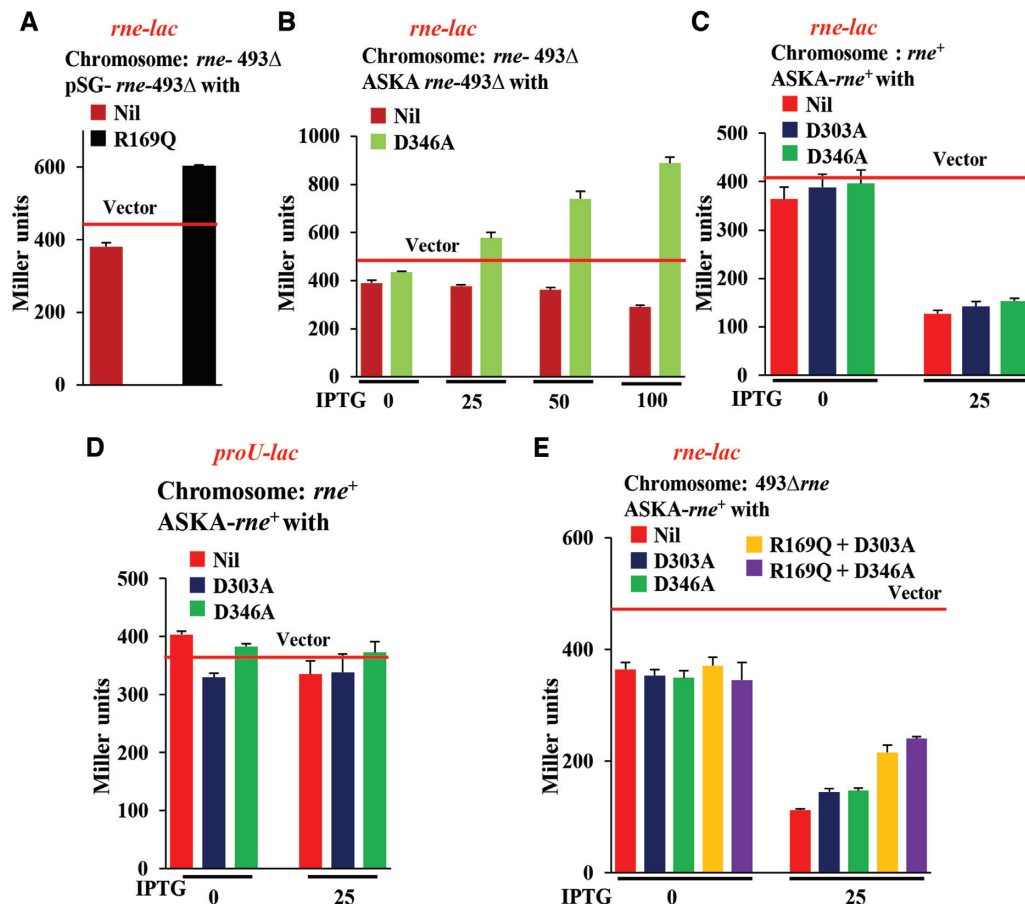 A
rne-lac
Chromosome: rne- 493Δ
pSG- rne-493Δ with
Nil
R169Q
600
400
200
0
Vector
Miller units
B
rne-lac
Chromosome: rne- 493Δ
ASKA rne-493Δ with
Nil
D346A
1000
800
600
400
200
0
Vector
Miller units
IPTG 0 25 50 100
C
rne-lac
Chromosome : rne+
ASKA-rne+ with
Nil
D303A
D346A
500
400
300
200
100
0
Vector
Miller units
IPTG 0 25
D
proU-lac
Chromosome: rne+
ASKA-rne+ with
Nil
D303A
D346A
500
400
300
200
100
0
Vector
Miller units
IPTG 0 25
E
rne-lac
Chromosome: 493Δrne
ASKA-rne+ with
Nil
D303A
D346A
R169Q + D303A
R169Q + D346A
600
400
200
0
Vector
Miller units
IPTG 0 25